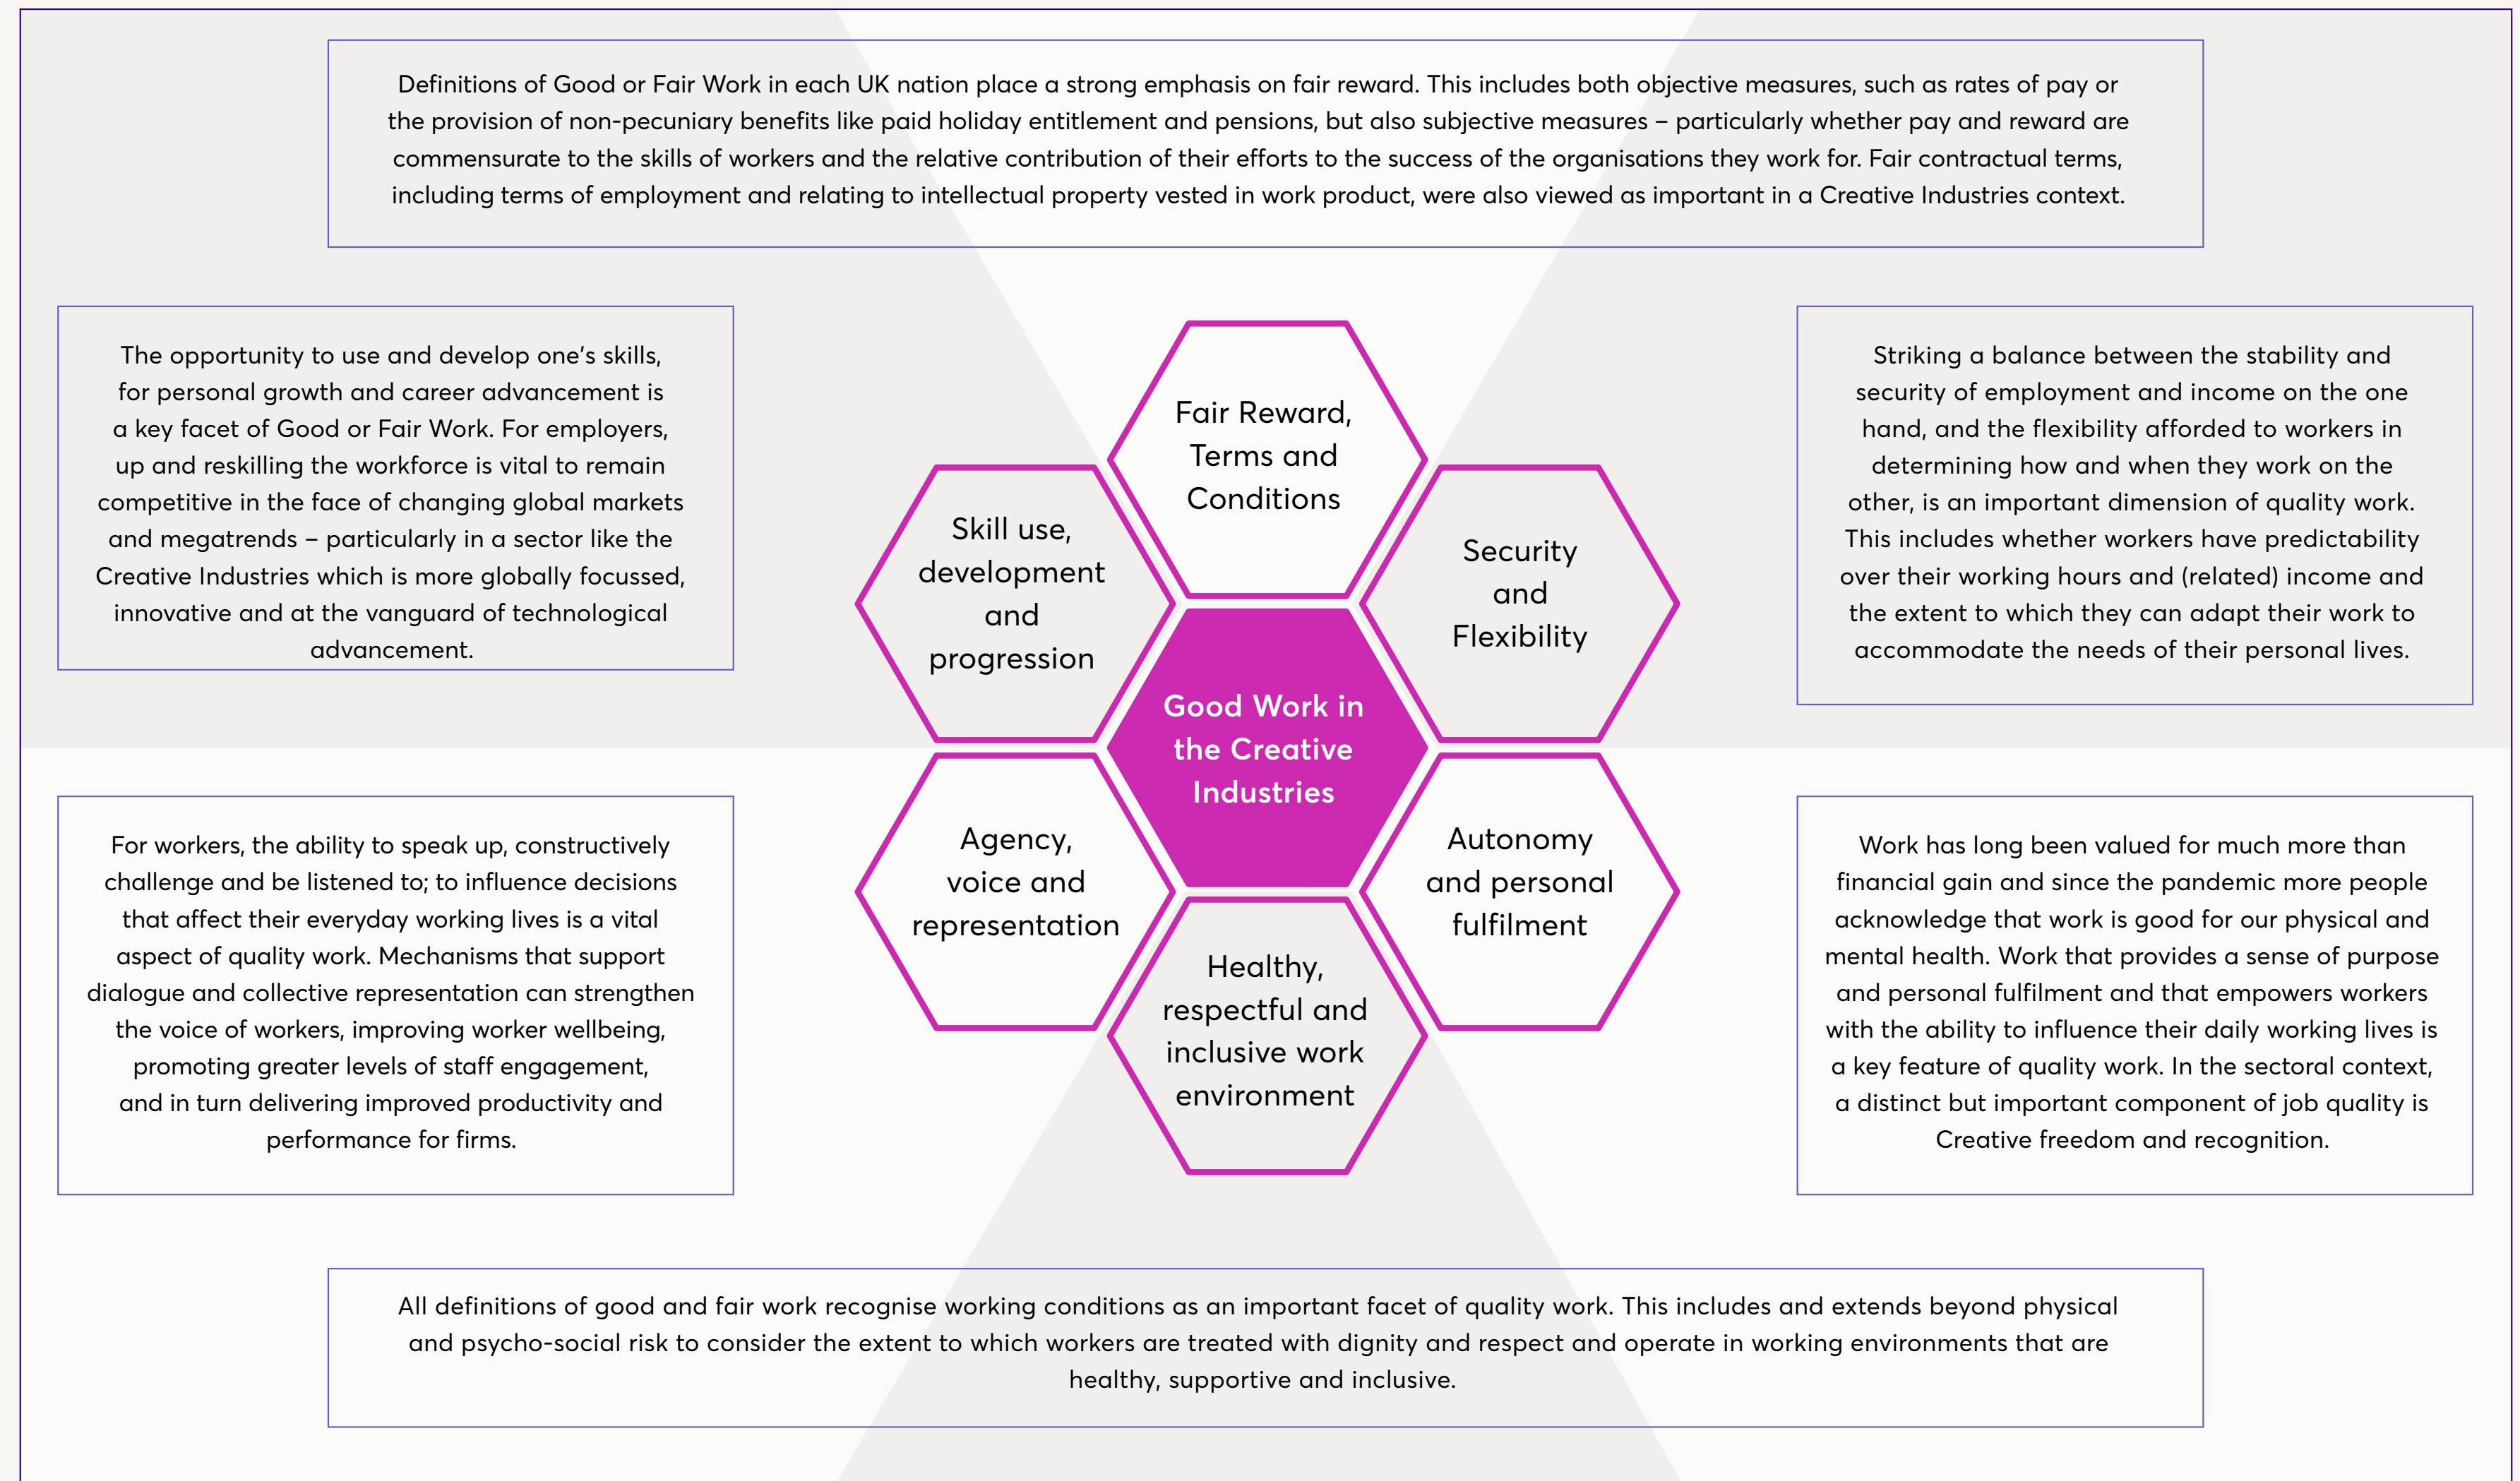 Definitions of Good or Fair Work in each UK nation place a strong emphasis on fair reward. This includes both objective measures, such as rates of pay or
the provision of non-pecuniary benefits like paid holiday entitlement and pensions, but also subjective measures – particularly whether pay and reward are
commensurate to the skills of workers and the relative contribution of their efforts to the success of the organisations they work for. Fair contractual terms,
including terms of employment and relating to intellectual property vested in work product, were also viewed as important in a Creative Industries context.
The opportunity to use and develop one's skills,
for personal growth and career advancement is
a key facet of Good or Fair Work. For employers,
up and reskilling the workforce is vital to remain
competitive in the face of changing global markets
and megatrends – particularly in a sector like the
Creative Industries which is more globally focussed,
innovative and at the vanguard of technological
advancement.
Fair Reward,
Terms and
Conditions
Skill use,
development
and
progression
Security
and
Flexibility
Striking a balance between the stability and
security of employment and income on the one
hand, and the flexibility afforded to workers in
determining how and when they work on the
other, is an important dimension of quality work.
This includes whether workers have predictability
over their working hours and (related) income and
the extent to which they can adapt their work to
accommodate the needs of their personal lives.
Good Work in
the Creative
Industries
For workers, the ability to speak up, constructively
challenge and be listened to; to influence decisions
that affect their everyday working lives is a vital
aspect of quality work. Mechanisms that support
dialogue and collective representation can strengthen
the voice of workers, improving worker wellbeing,
promoting greater levels of staff engagement,
and in turn delivering improved productivity and
performance for firms.
Agency,
voice and
representation
Autonomy
and personal
fulfilment
Healthy,
respectful and
inclusive work
environment
Work has long been valued for much more than
financial gain and since the pandemic more people
acknowledge that work is good for our physical and
mental health. Work that provides a sense of purpose
and personal fulfilment and that empowers workers
with the ability to influence their daily working lives is
a key feature of quality work. In the sectoral context,
a distinct but important component of job quality is
Creative freedom and recognition.
All definitions of good and fair work recognise working conditions as an important facet of quality work. This includes and extends beyond physical
and psycho-social risk to consider the extent to which workers are treated with dignity and respect and operate in working environments that are
healthy, supportive and inclusive.